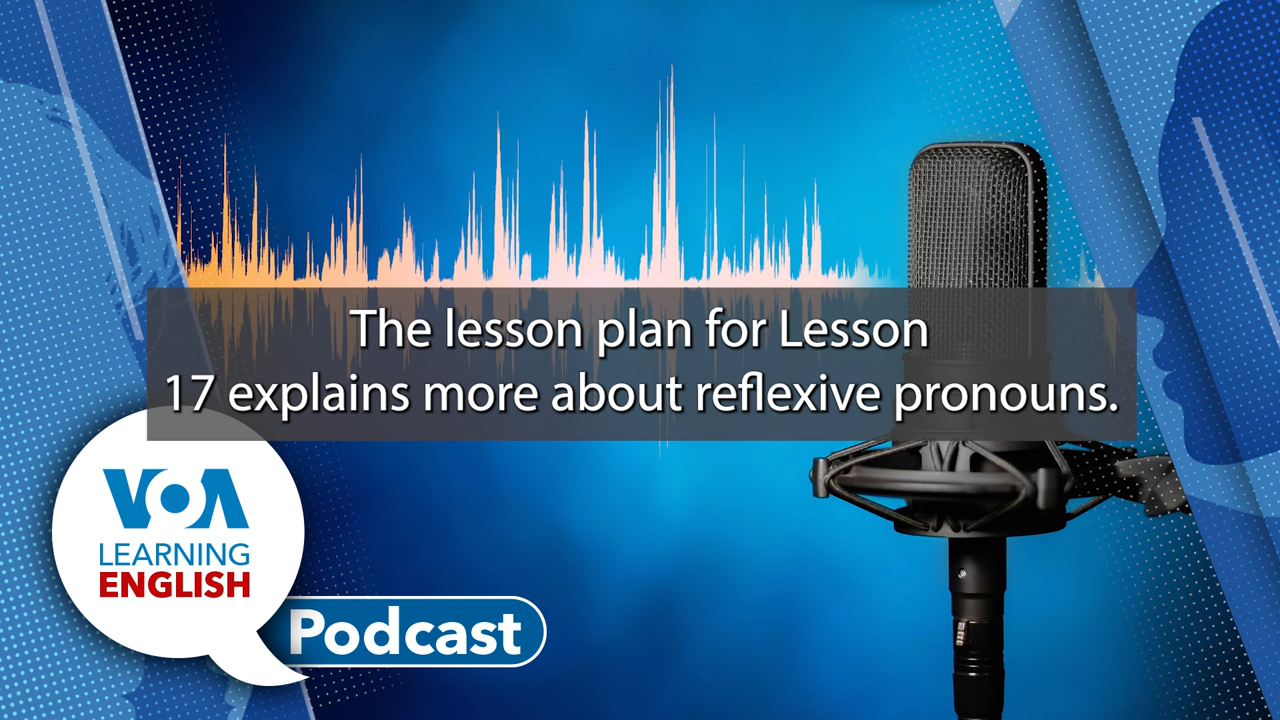 The lesson plan for Lesson
17 explains more about reflexive pronouns.
VOA
LEARNING
ENGLISH
Podcast